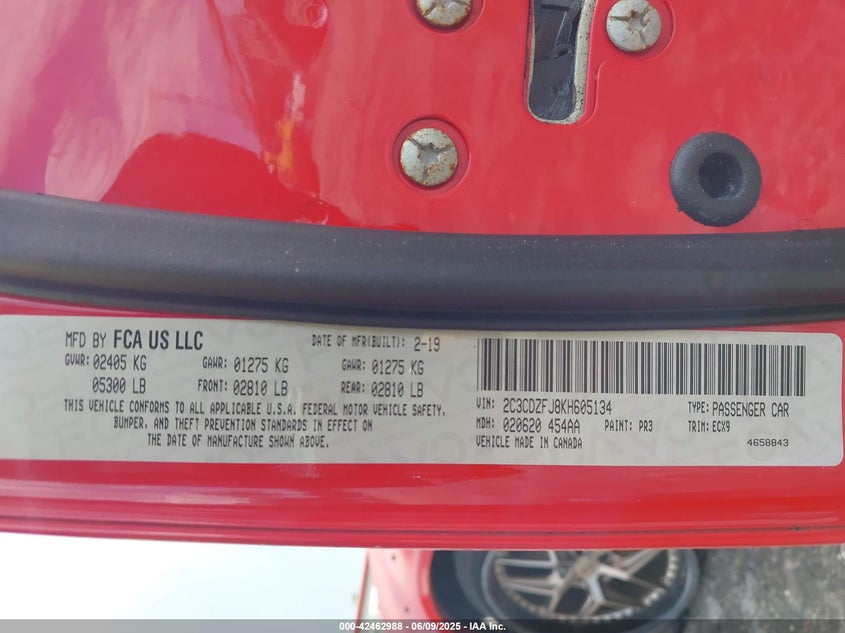 MFD BY FCA US LLC DATE OF MFR(BUILT): 2-19
GVWR: 02405 KG GAWR: 01275 KG GAWR: 01275 KG
05300 LB FRONT: 02810 LB REAR: 02810 LB
THIS VEHICLE CONFORMS TO ALL APPLICABLE U.S.A. FEDERAL MOTOR VEHICLE SAFETY,
BUMPER, AND THEFT PREVENTION STANDARDS IN EFFECT ON
THE DATE OF MANUFACTURE SHOWN ABOVE.
VIN: 2C3CDZFJ8KH605134 TYPE: PASSENGER CAR
MDH: 020620 454AA PAINT: PR3 TRIM: ECX9
VEHICLE MADE IN CANADA 4658843
000-42462988 - 06/09/2025 - IAA Inc.